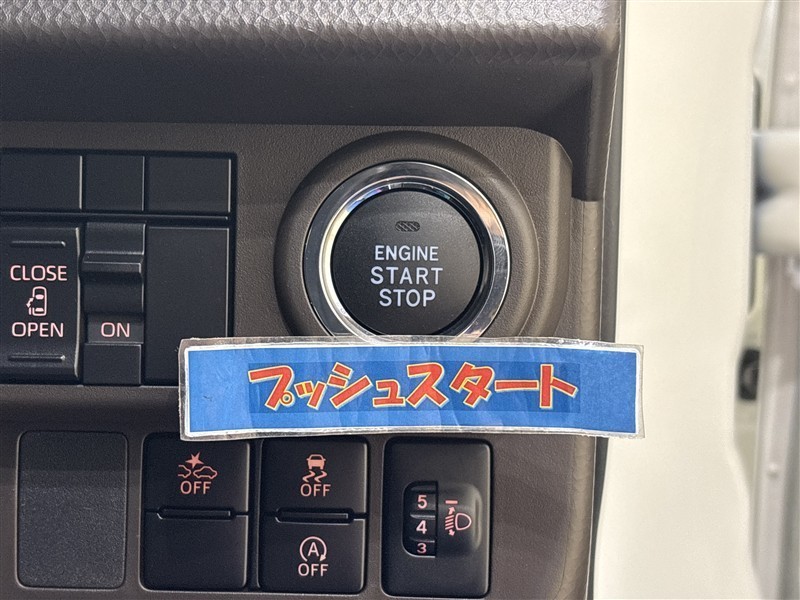 ENGINE
START
STOP
CLOSE
OPEN
ON
プッシュスタート
OFF
OFF
A
OFF
5
4
3